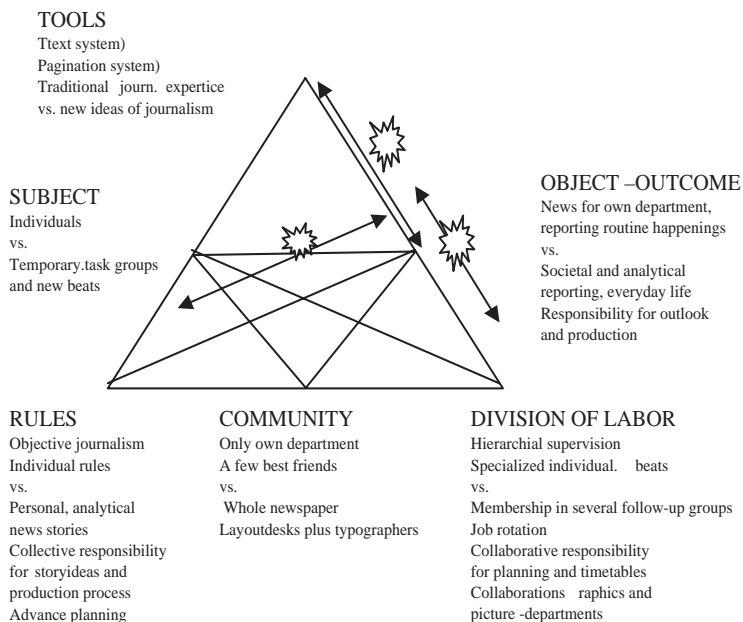 TOOLS
Ttext system)
Pagination system)
Traditional journ. expertice
vs. new ideas of journalism
SUBJECT
Individuals
vs.
Temporary.task groups
and new beats
OBJECT –OUTCOME
News for own department,
reporting routine happenings
vs.
Societal and analytical
reporting, everyday life
Responsibility for outlook
and production
RULES
Objective journalism
Individual rules
vs.
Personal, analytical
news stories
Collective responsibility
for storyideas and
production process
Advance planning
COMMUNITY
Only own department
A few best friends
vs.
Whole newspaper
Layoutdesks plus typographers
DIVISION OF LABOR
Hierarchial supervision
Specialized individual. beats
vs.
Membership in several follow-up groups
Job rotation
Collaborative responsibility
for planning and timetables
Collaborations raphics and
picture -departments